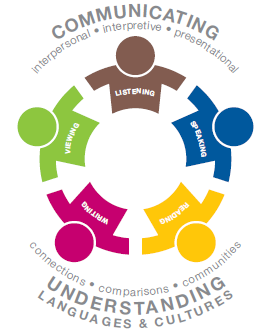 COMMUNICATING
interpersonal • interpretive • presentational
LISTENING
VIEWING
SPEAKING
WRITING
READING
connections • comparisons • communities
UNDERSTANDING
LANGUAGES & CULTURES